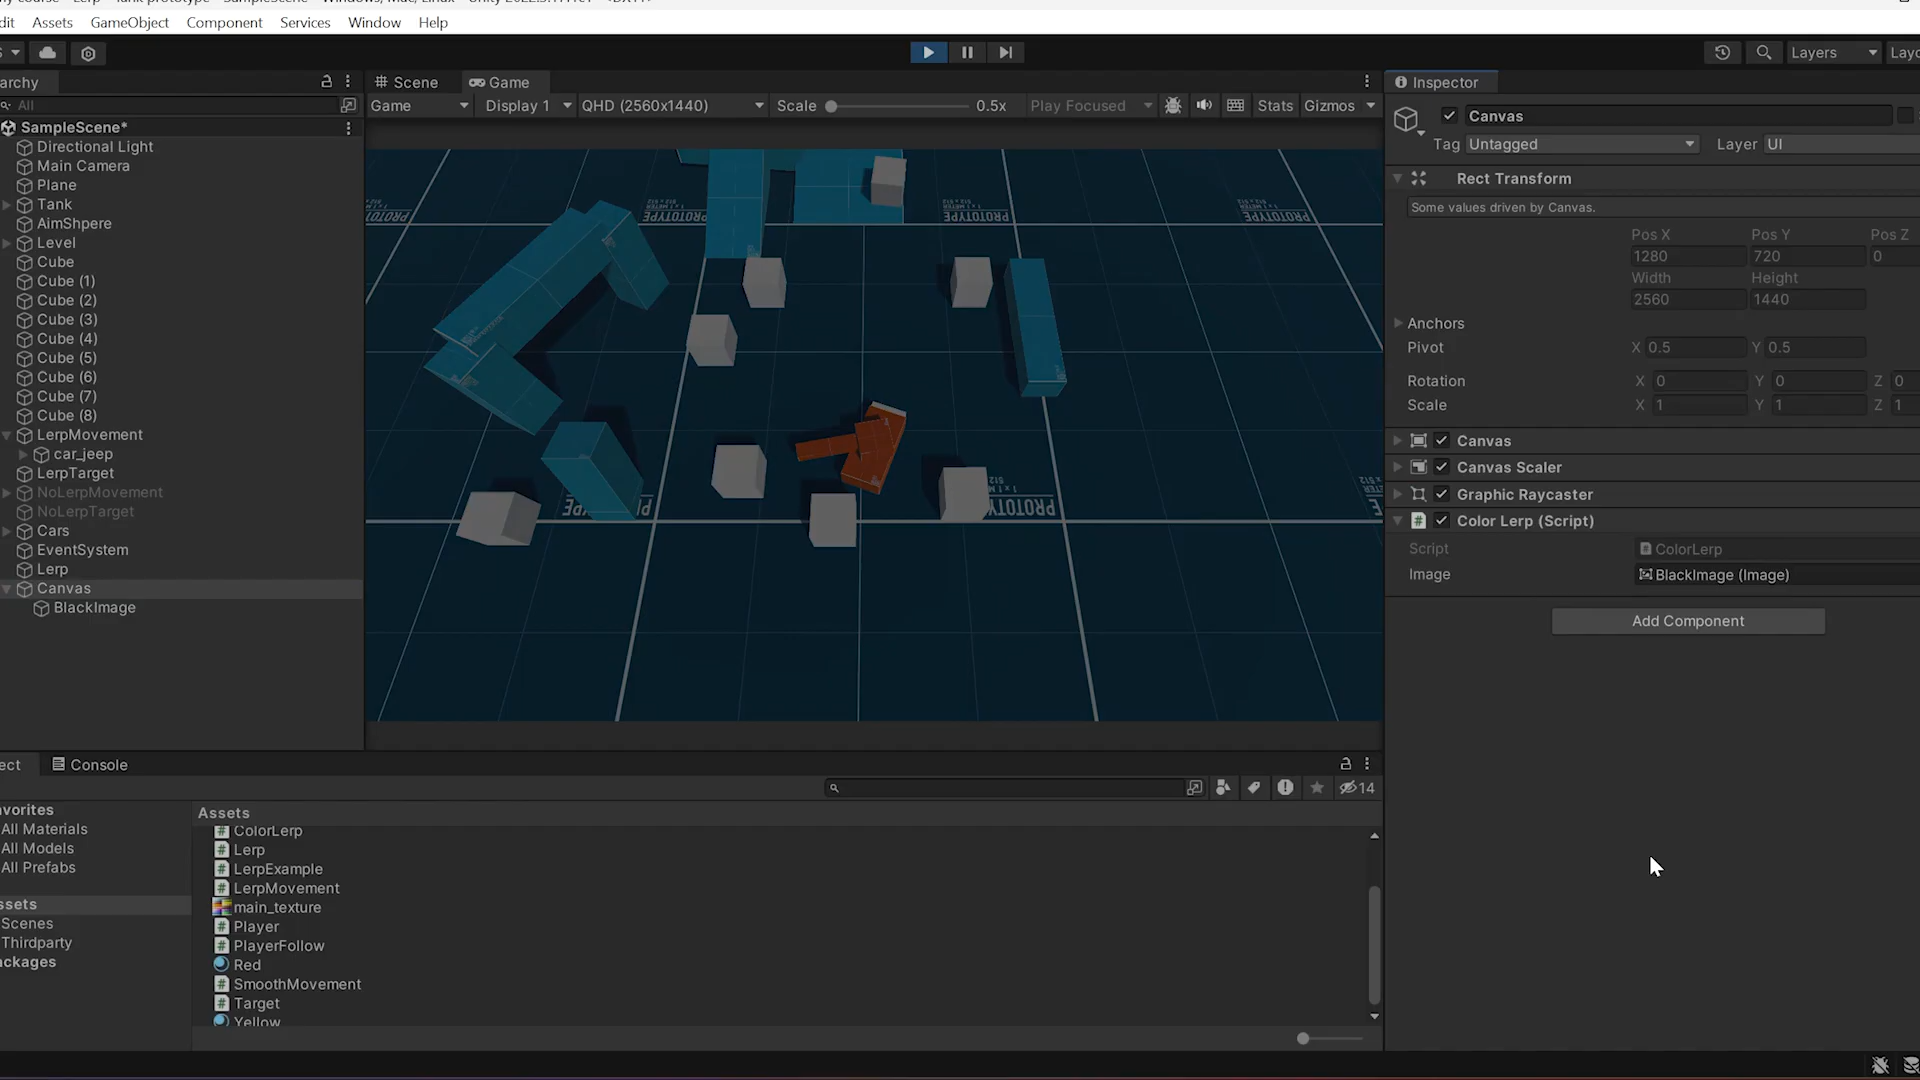 dit Assets GameObject Component Services Window Help
Layers
archy
Scene Game
Inspector
All
Game Display 1 QHD (2560x1440) Scale 0.5x Play Focused Stats Gizmos
Canvas
SampleScene*
Tag Untagged Layer UI
Directional Light
Main Camera
Plane
Tank
AimShpere
Level
Cube
Cube (1)
Cube (2)
Cube (3)
Cube (4)
Cube (5)
Cube (6)
Cube (7)
Cube (8)
LerpMovement
car_jeep
LerpTarget
NoLerpMovement
NoLerpTarget
Cars
EventSystem
Lerp
Canvas
BlackImage
PROTOTYPE
PROTOTYPE
PROTOTYPE
Rect Transform
Some values driven by Canvas.
Pos X Pos Y Pos Z
1280 720 0
Width Height
2560 1440
Anchors
Pivot X 0.5 Y 0.5
Rotation X 0 Y 0 Z 0
Scale X 1 Y 1 Z 1
Canvas
Canvas Scaler
Graphic Raycaster
Color Lerp (Script)
Script ColorLerp
Image BlackImage (Image)
Add Component
ect Console
14
avorites
All Materials
All Models
All Prefabs
ssets
Scenes
Thirdparty
ackages
Assets
ColorLerp
Lerp
LerpExample
LerpMovement
main_texture
Player
PlayerFollow
Red
SmoothMovement
Target
Yellow